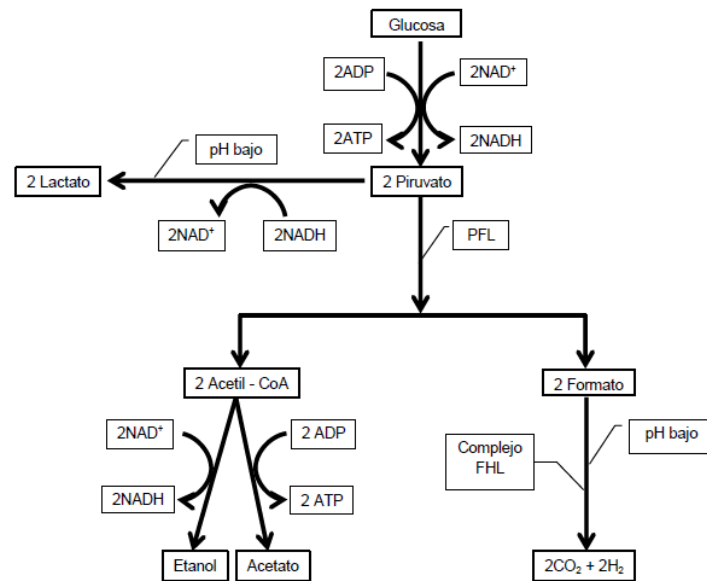 Glucosa
2ADP
2NAD⁺
2ATP
2NADH
pH bajo
2 Lactato
2 Piruvato
2NAD⁺
2NADH
PFL
2 Acetil - CoA
2 Formato
2NAD⁺
2 ADP
Complejo
FHL
pH bajo
2NADH
2 ATP
Etanol
Acetato
2CO₂ + 2H₂